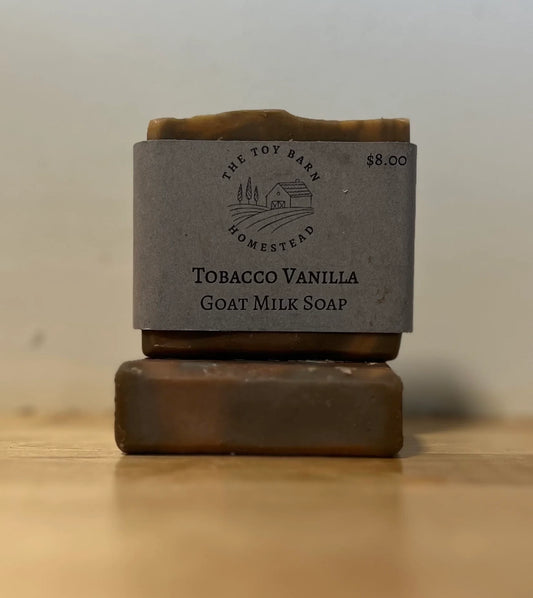 THE TOY BARN
HOMESTEAD
$8.00
TOBACCO VANILLA
GOAT MILK SOAP